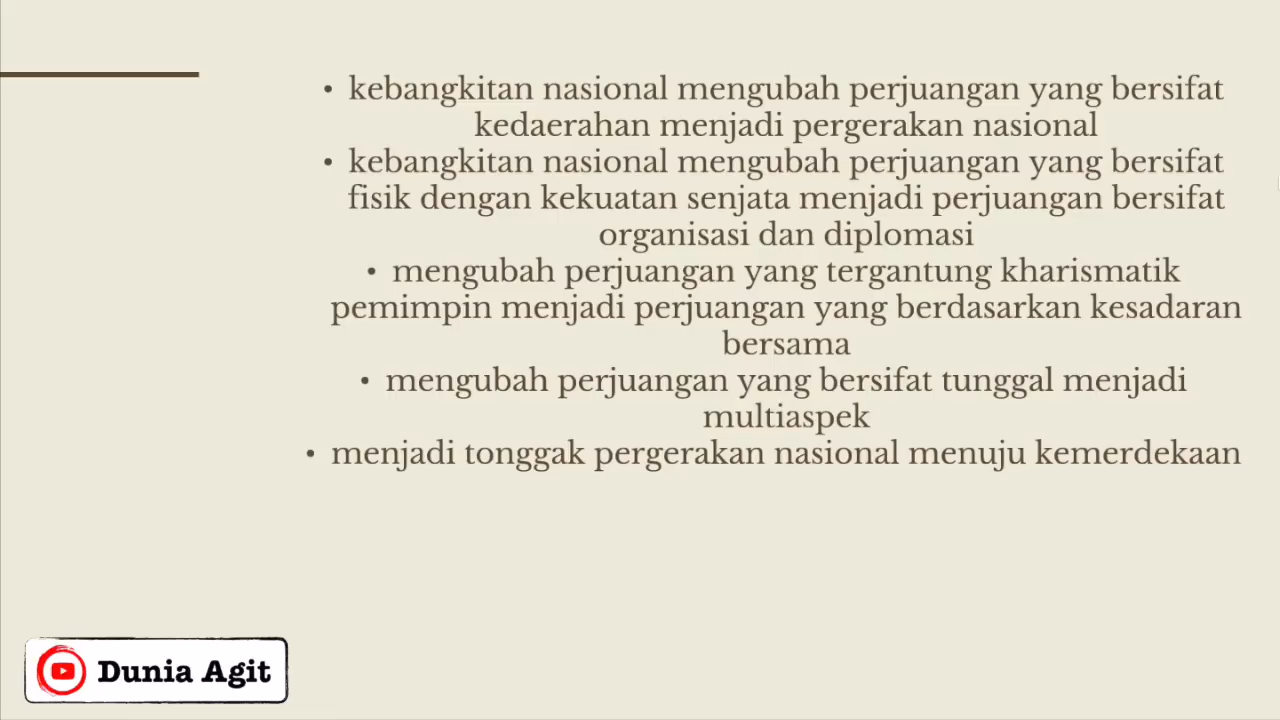 • kebangkitan nasional mengubah perjuangan yang bersifat
kedaerahan menjadi pergerakan nasional
• kebangkitan nasional mengubah perjuangan yang bersifat
fisik dengan kekuatan senjata menjadi perjuangan bersifat
organisasi dan diplomasi
• mengubah perjuangan yang tergantung kharismatik
pemimpin menjadi perjuangan yang berdasarkan kesadaran
bersama
• mengubah perjuangan yang bersifat tunggal menjadi
multiaspek
• menjadi tonggak pergerakan nasional menuju kemerdekaan
Dunia Agit